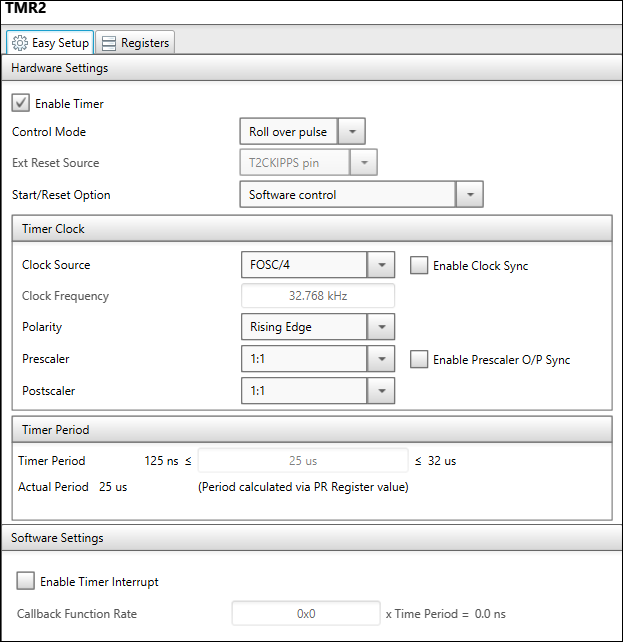 TMR2
Easy Setup Registers
Hardware Settings
Enable Timer
Control Mode Roll over pulse
Ext Reset Source T2CKIPPS pin
Start/Reset Option Software control
Timer Clock
Clock Source FOSC/4 Enable Clock Sync
Clock Frequency 32.768 kHz
Polarity Rising Edge
Prescaler 1:1 Enable Prescaler O/P Sync
Postscaler 1:1
Timer Period
Timer Period 125 ns ≤ 25 us ≤ 32 us
Actual Period 25 us (Period calculated via PR Register value)
Software Settings
Enable Timer Interrupt
Callback Function Rate 0x0 x Time Period = 0.0 ns